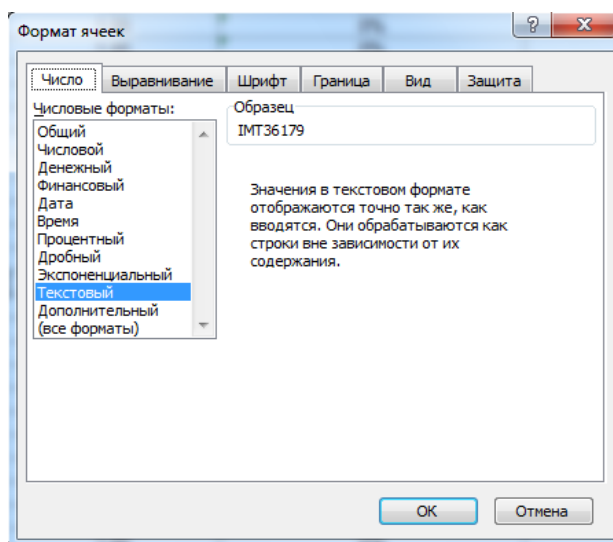 Формат ячеек
?
X
Число
Выравнивание
Шрифт
Граница
Вид
Защита
Числовые форматы:
Общий
Числовой
Денежный
Финансовый
Дата
Время
Процентный
Дробный
Экспоненциальный
Текстовый
Дополнительный
(все форматы)
Образец
IMT36179
Значения в текстовом формате
отображаются точно так же, как
вводятся. Они обрабатываются как
строки вне зависимости от их
содержания.
ОК
Отмена